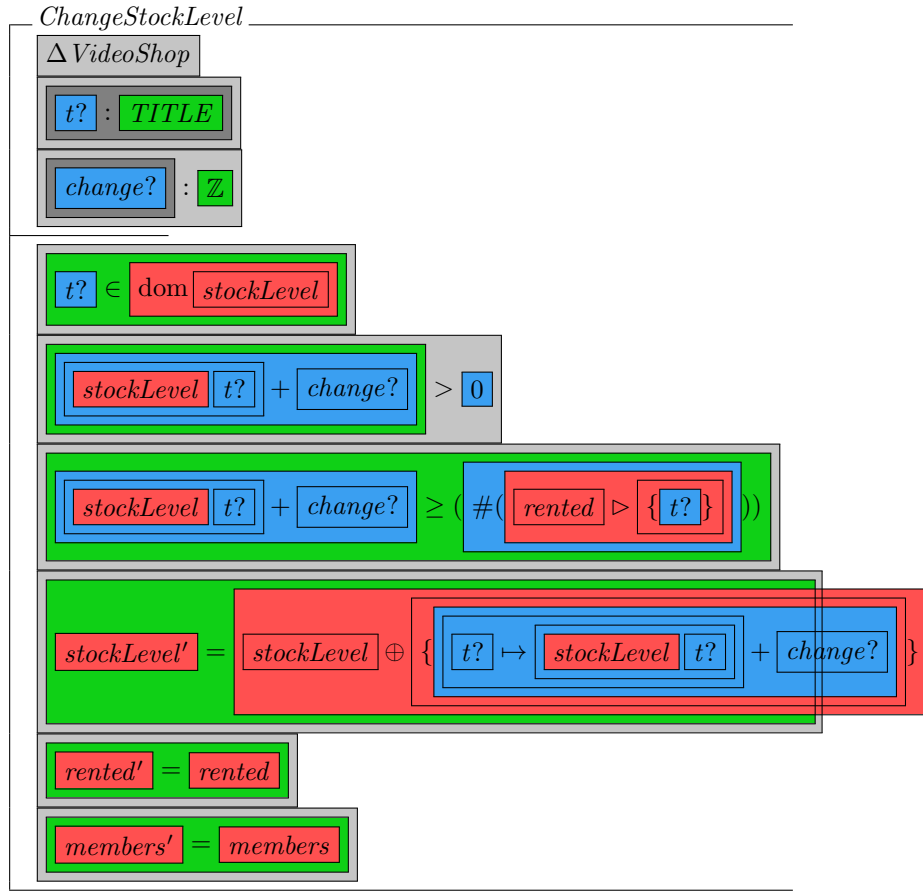 ChangeStockLevel
Δ VideoShop
t? : TITLE
change? : ℤ
t? ∈ dom stockLevel
stockLevel t? + change? > 0
stockLevel t? + change? ≥ ( #( rented ▷ { t? } ))
stockLevel' = stockLevel ⊕ { t? ↦ stockLevel t? + change? }
rented' = rented
members' = members